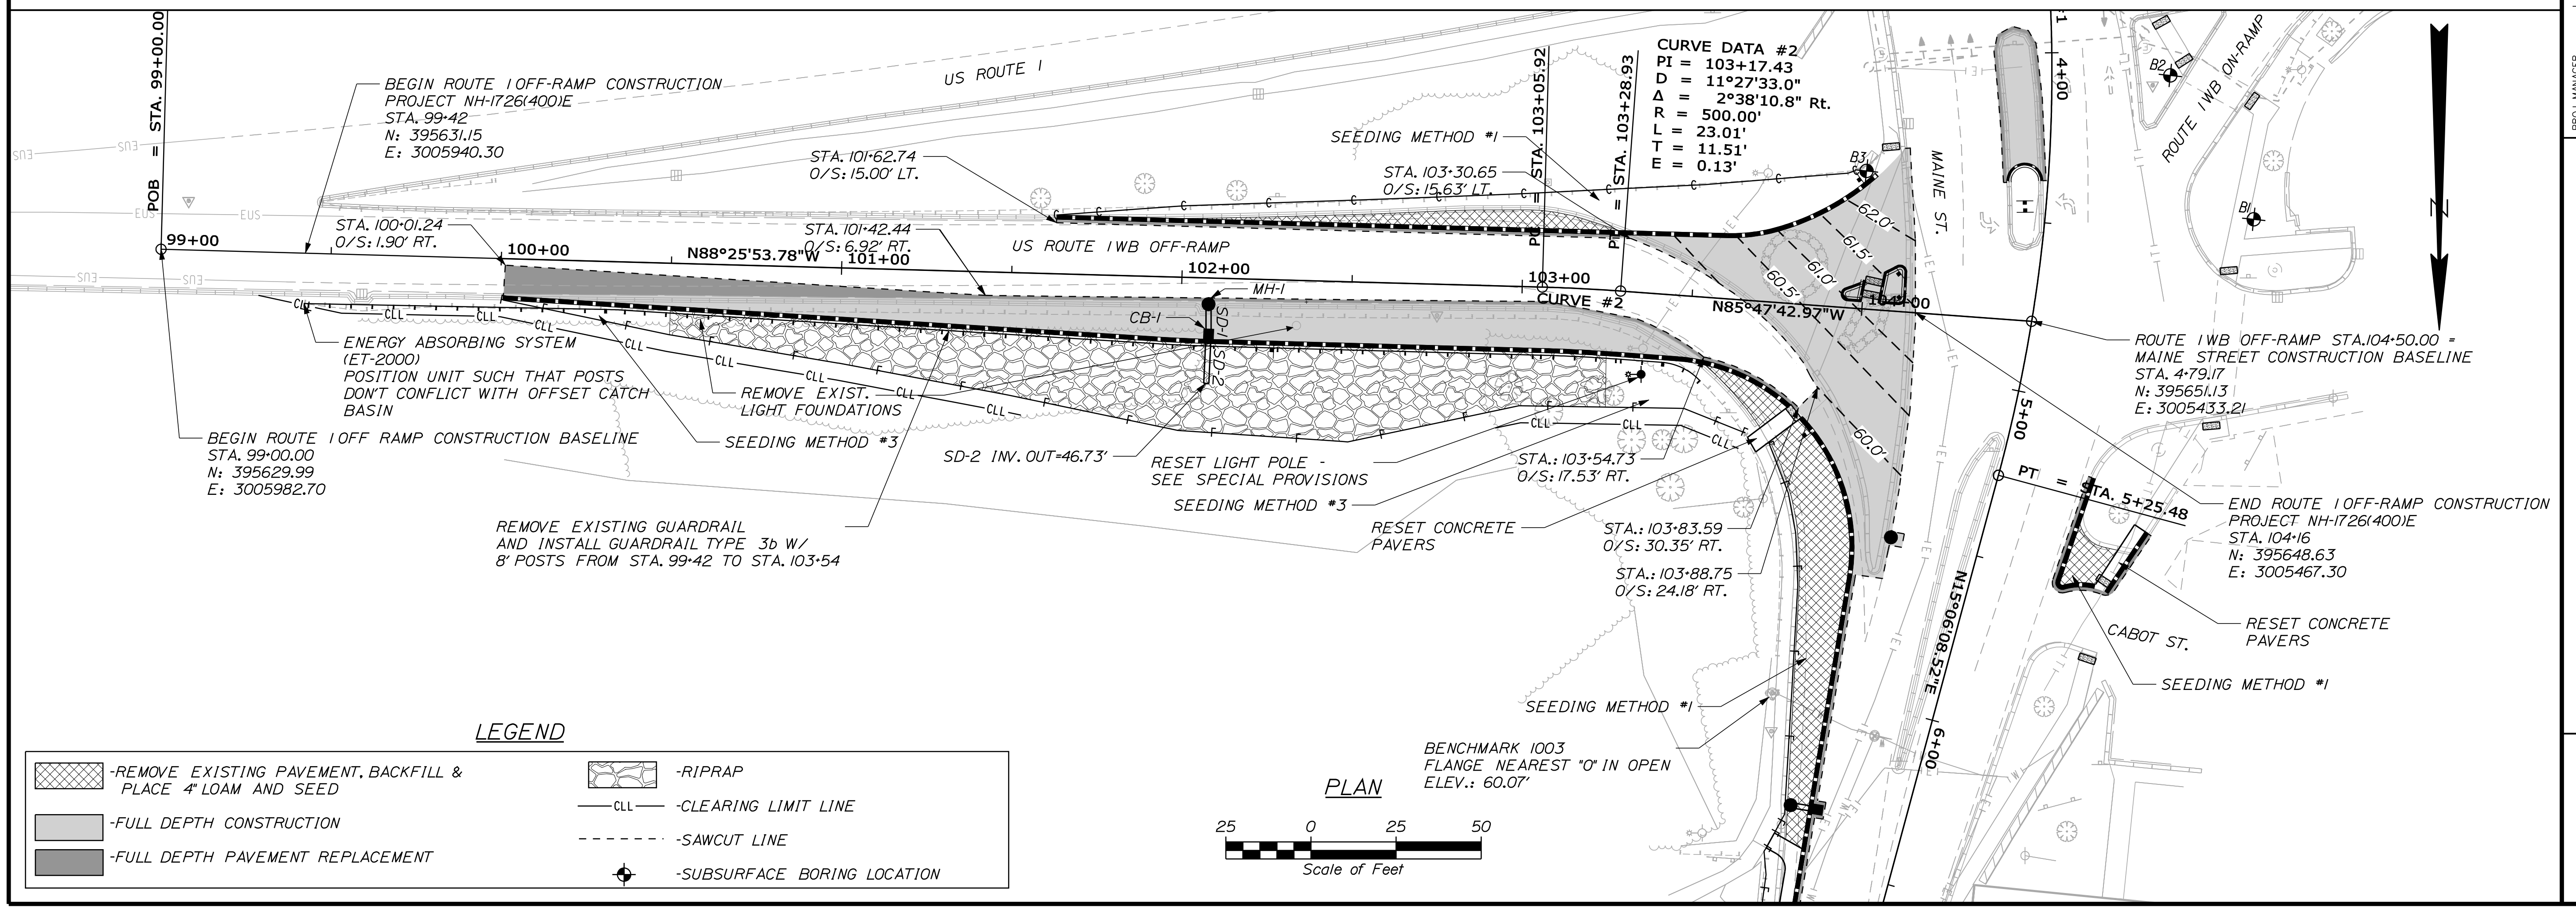 POB = STA. 99+00.00
BEGIN ROUTE 1 OFF-RAMP CONSTRUCTION
PROJECT NH-1726(400)E
STA. 99+42
N: 395631.15
E: 3005940.30
US ROUTE 1
STA. 101+62.74
O/S: 15.00' LT.
SEEDING METHOD #1
STA. 103+30.65
O/S: 15.63' LT.
PC = STA. 103+05.92
PT = STA. 103+28.93
CURVE DATA #2
PI = 103+17.43
D = 11°27'33.0"
Δ = 2°38'10.8" Rt.
R = 500.00'
L = 23.01'
T = 11.51'
E = 0.13'
MAINE ST.
4+00
ROUTE 1 WB ON-RAMP
B2
B3
B1
EUS
EUS
EUS
EUS
EUS
EUS
STA. 100+01.24
O/S: 1.90' RT.
STA. 101+42.44
O/S: 6.92' RT.
US ROUTE 1 WB OFF-RAMP
99+00
100+00
N88°25'53.78"W
101+00
102+00
103+00
CURVE #2
N85°47'42.97"W
104+00
62.0'
61.5'
61.0'
60.5'
60.0'
MH-1
CB-1
SD-1
SD-2
CLL
ENERGY ABSORBING SYSTEM
(ET-2000)
POSITION UNIT SUCH THAT POSTS
DON'T CONFLICT WITH OFFSET CATCH
BASIN
REMOVE EXIST.
LIGHT FOUNDATIONS
BEGIN ROUTE 1 OFF RAMP CONSTRUCTION BASELINE
STA. 99+00.00
N: 395629.99
E: 3005982.70
SEEDING METHOD #3
SD-2 INV. OUT=46.73'
RESET LIGHT POLE -
SEE SPECIAL PROVISIONS
SEEDING METHOD #3
STA.: 103+54.73
O/S: 17.53' RT.
RESET CONCRETE
PAVERS
STA.: 103+83.59
O/S: 30.35' RT.
STA.: 103+88.75
O/S: 24.18' RT.
REMOVE EXISTING GUARDRAIL
AND INSTALL GUARDRAIL TYPE 3b W/
8' POSTS FROM STA. 99+42 TO STA. 103+54
ROUTE 1 WB OFF-RAMP STA.104+50.00 =
MAINE STREET CONSTRUCTION BASELINE
STA. 4+79.17
N: 395651.13
E: 3005433.21
5+00
PT = STA. 5+25.48
END ROUTE 1 OFF-RAMP CONSTRUCTION
PROJECT NH-1726(400)E
STA. 104+16
N: 395648.63
E: 3005467.30
N15°06'08.52"E
RESET CONCRETE
PAVERS
CABOT ST.
SEEDING METHOD #1
6+00
SEEDING METHOD #1
BENCHMARK 1003
FLANGE NEAREST "O" IN OPEN
ELEV.: 60.07'
PLAN
25 0 25 50
Scale of Feet
LEGEND
-REMOVE EXISTING PAVEMENT, BACKFILL &
PLACE 4" LOAM AND SEED
-FULL DEPTH CONSTRUCTION
-FULL DEPTH PAVEMENT REPLACEMENT
-RIPRAP
CLL -CLEARING LIMIT LINE
-SAWCUT LINE
-SUBSURFACE BORING LOCATION